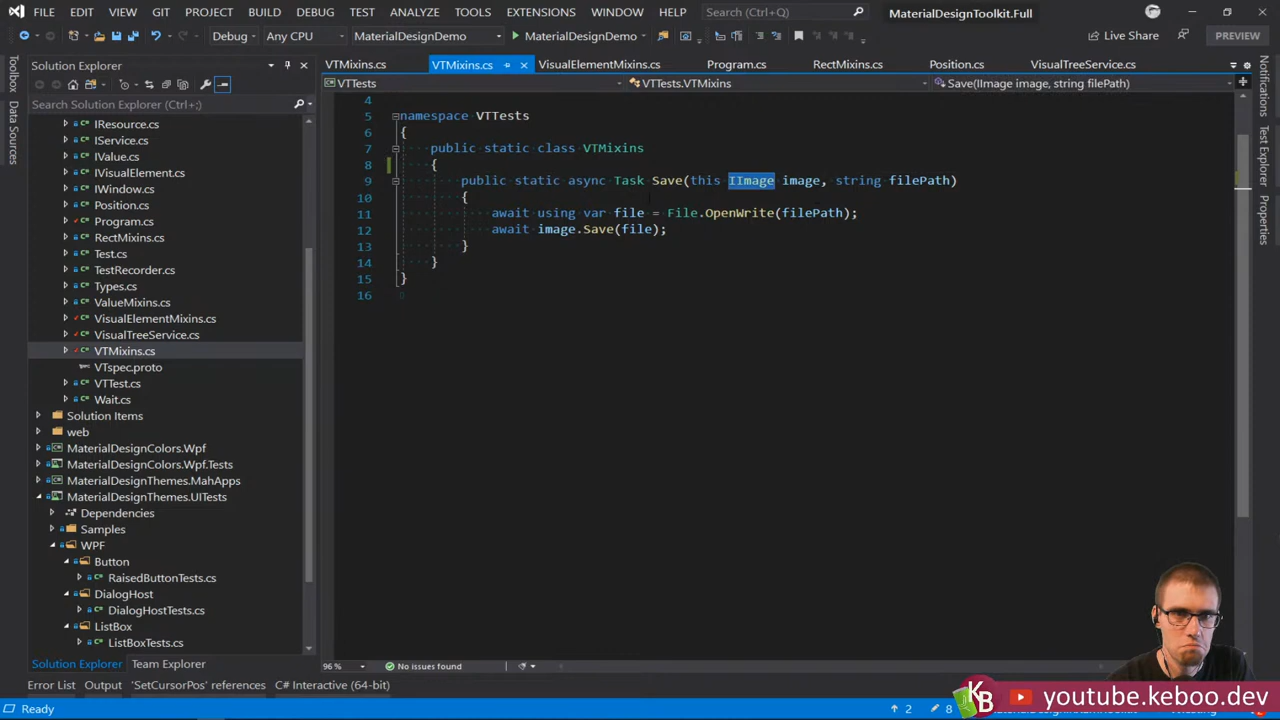 FILE EDIT VIEW GIT PROJECT BUILD DEBUG TEST ANALYZE TOOLS EXTENSIONS WINDOW HELP Search (Ctrl+Q) MaterialDesignToolkit.Full
Debug Any CPU MaterialDesignDemo MaterialDesignDemo Live Share PREVIEW
Toolbox
Data Sources
Notifications
Test Explorer
Solution Explorer
Search Solution Explorer (Ctrl+;)
IResource.cs
IService.cs
IValue.cs
IVisualElement.cs
IWindow.cs
Position.cs
Program.cs
RectMixins.cs
Test.cs
TestRecorder.cs
Types.cs
ValueMixins.cs
VisualElementMixins.cs
VisualTreeService.cs
VTMixins.cs
VTspec.proto
VTTest.cs
Wait.cs
Solution Items
web
MaterialDesignColors.Wpf
MaterialDesignColors.Wpf.Tests
MaterialDesignThemes.MahApps
MaterialDesignThemes.UITests
Dependencies
Samples
WPF
Button
RaisedButtonTests.cs
DialogHost
DialogHostTests.cs
ListBox
ListBoxTests.cs
Solution Explorer Team Explorer
VTMixins.cs VTMixins.cs VisualElementMixins.cs Program.cs RectMixins.cs Position.cs VisualTreeService.cs
VTTests VTTests.VTMixins Save(IImage image, string filePath)
4
5 namespace VTTests
6 {
7 public static class VTMixins
8 {
9 public static async Task Save(this IImage image, string filePath)
10 {
11 await using var file = File.OpenWrite(filePath);
12 await image.Save(file);
13 }
14 }
15 }
16
96 % No issues found
Error List Output 'SetCursorPos' references C# Interactive (64-bit)
Ready 2 8
KB youtube.keboo.dev